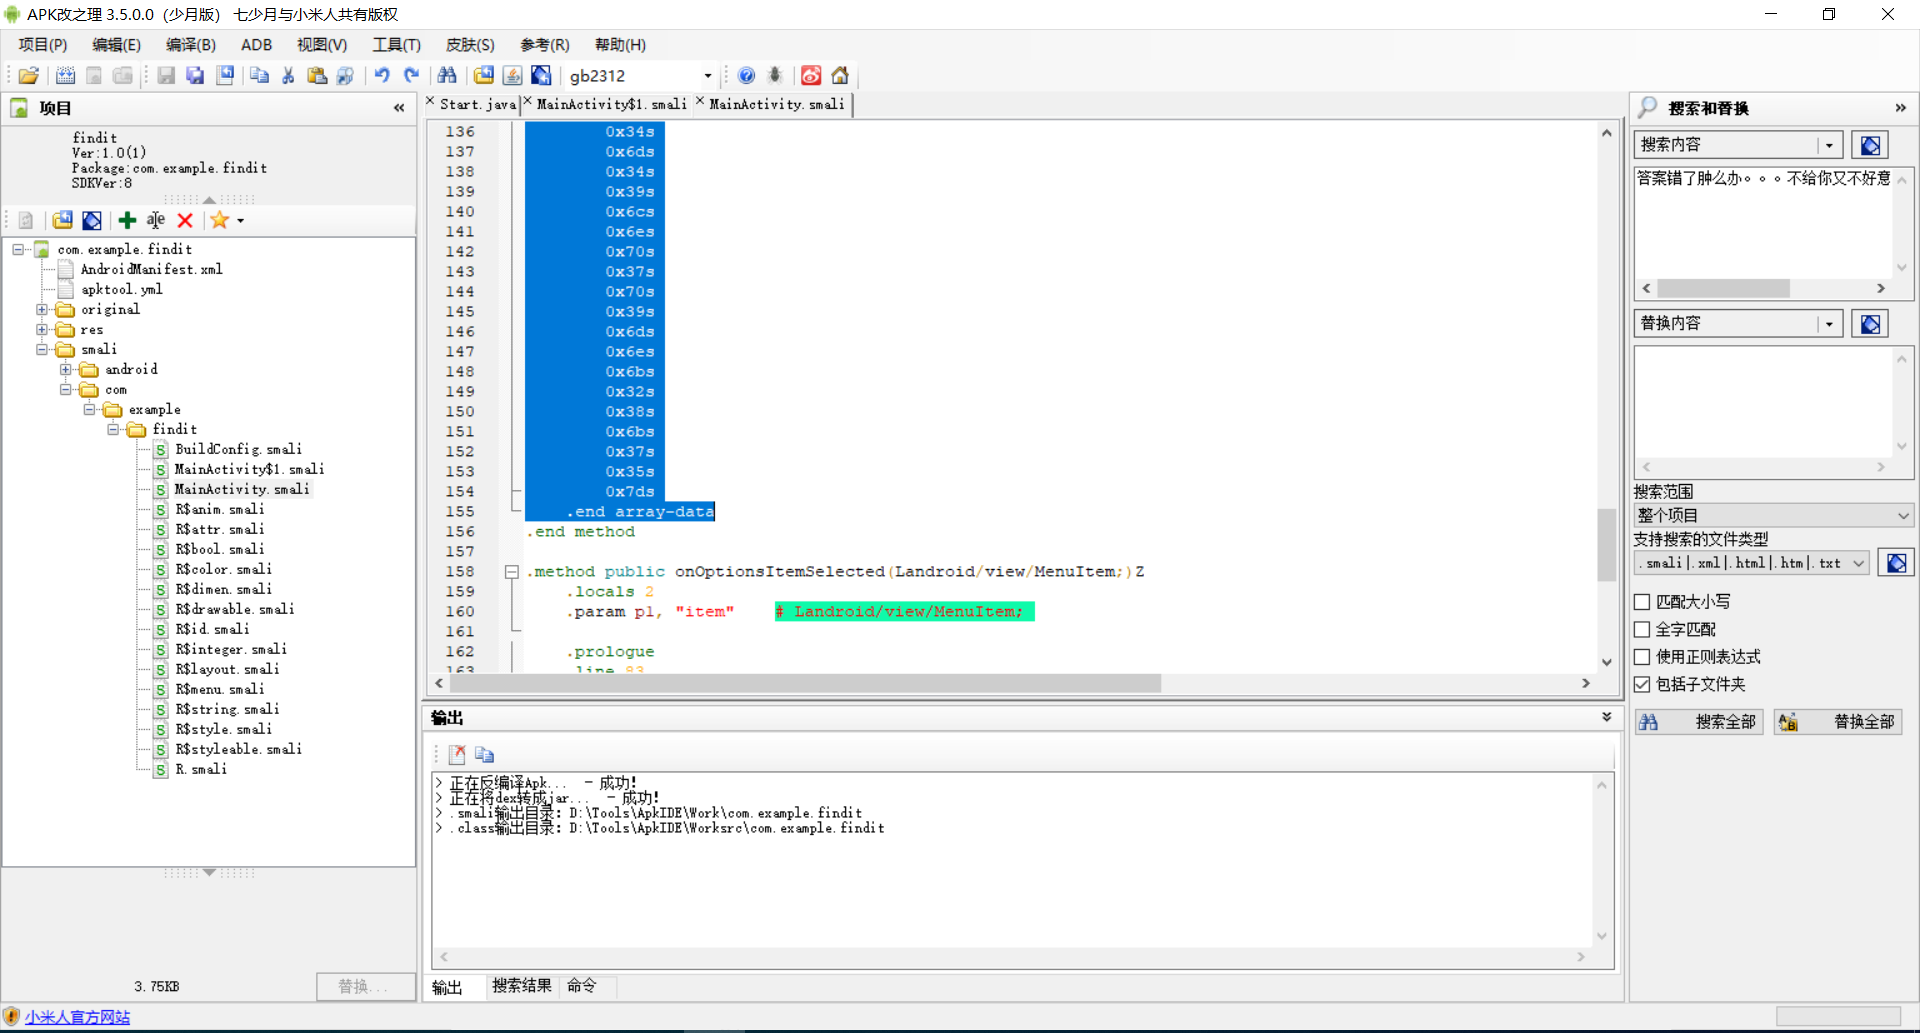 APK改之理 3.5.0.0（少月版） 七少月与小米人共有版权
项目(P) 编辑(E) 编译(B) ADB 视图(V) 工具(T) 皮肤(S) 参考(R) 帮助(H)
gb2312
项目
findit
Ver:1.0(1)
Package:com.example.findit
SDKVer:8
com.example.findit
AndroidManifest.xml
apktool.yml
original
res
smali
android
com
example
findit
BuildConfig.smali
MainActivity$1.smali
MainActivity.smali
R$anim.smali
R$attr.smali
R$bool.smali
R$color.smali
R$dimen.smali
R$drawable.smali
R$id.smali
R$integer.smali
R$layout.smali
R$menu.smali
R$string.smali
R$style.smali
R$styleable.smali
R.smali
3.75KB 替换...
小米人官方网站
Start.java MainActivity$1.smali MainActivity.smali
136 0x34s
137 0x6ds
138 0x34s
139 0x39s
140 0x6cs
141 0x6es
142 0x70s
143 0x37s
144 0x70s
145 0x39s
146 0x6ds
147 0x6es
148 0x6bs
149 0x32s
150 0x38s
151 0x6bs
152 0x37s
153 0x35s
154 0x7ds
155 .end array-data
156 .end method
157
158 .method public onOptionsItemSelected(Landroid/view/MenuItem;)Z
159 .locals 2
160 .param p1, "item" # Landroid/view/MenuItem;
161
162 .prologue
163 .line 83
输出
> 正在反编译Apk... - 成功!
> 正在将dex转成jar... - 成功!
> .smali输出目录: D:\Tools\ApkIDE\Work\com.example.findit
> .class输出目录: D:\Tools\ApkIDE\Worksrc\com.example.findit
输出 搜索结果 命令
搜索和替换
搜索内容
答案错了肿么办。。。不给你又不好意
替换内容
搜索范围
整个项目
支持搜索的文件类型
.smali|.xml|.html|.htm|.txt
匹配大小写
全字匹配
使用正则表达式
包括子文件夹
搜索全部 替换全部